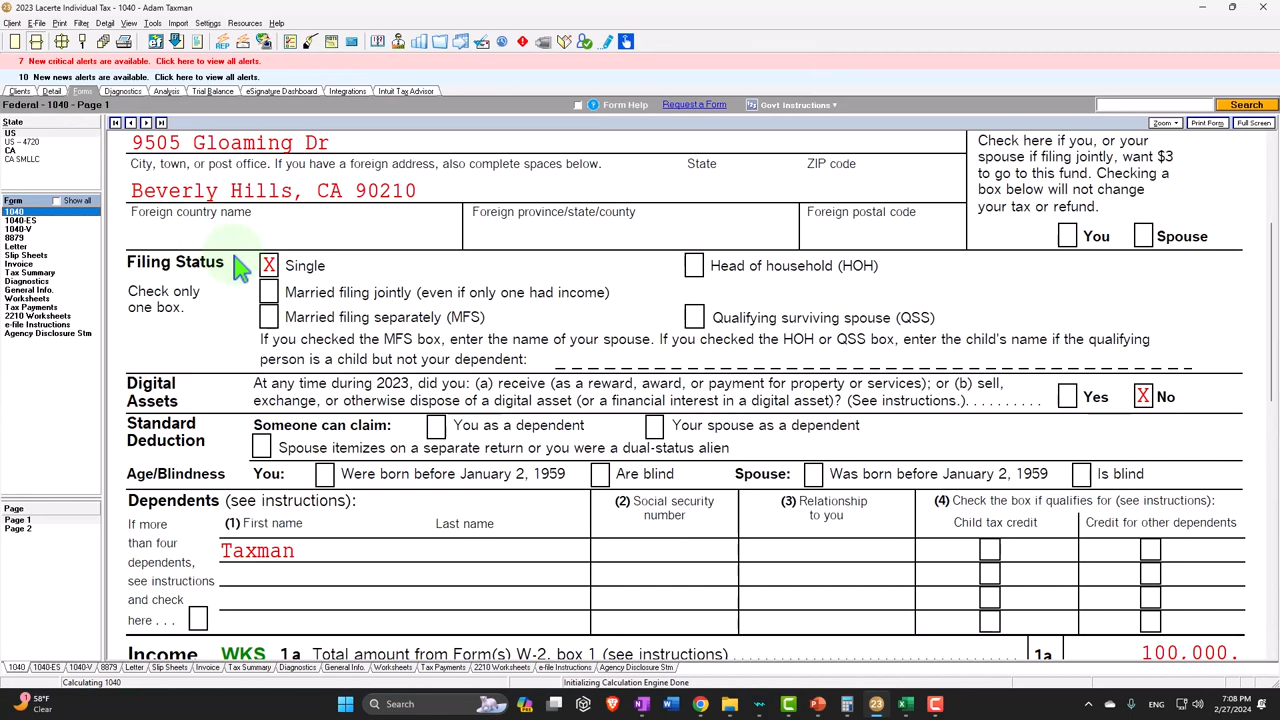 2023 Lacerte Individual Tax - 1040 - Adam Taxman
Client E-File Print Filter Detail View Tools Import Settings Resources Help
7 New critical alerts are available. Click here to view all alerts.
10 New news alerts are available. Click here to view all alerts.
Clients Detail Forms Diagnostics Analysis Trial Balance eSignature Dashboard Integrations Intuit Tax Advisor
Federal - 1040 - Page 1 Form Help Request a Form Govt Instructions Search
State
US
US - 4720
CA
CA SMLLC
Form Show all
1040
1040-ES
1040-V
8879
Letter
Slip Sheets
Invoice
Tax Summary
Diagnostics
General Info.
Worksheets
Tax Payments
2210 Worksheets
e-file Instructions
Agency Disclosure Stm
Page
Page 1
Page 2
Zoom Print Form Full Screen
9505 Gloaming Dr
City, town, or post office. If you have a foreign address, also complete spaces below. State ZIP code
Beverly Hills, CA 90210
Foreign country name Foreign province/state/county Foreign postal code
Check here if you, or your
spouse if filing jointly, want $3
to go to this fund. Checking a
box below will not change
your tax or refund.
You Spouse
Filing Status X Single Head of household (HOH)
Check only Married filing jointly (even if only one had income)
one box. Married filing separately (MFS) Qualifying surviving spouse (QSS)
If you checked the MFS box, enter the name of your spouse. If you checked the HOH or QSS box, enter the child's name if the qualifying
person is a child but not your dependent:
Digital At any time during 2023, did you: (a) receive (as a reward, award, or payment for property or services); or (b) sell,
Assets exchange, or otherwise dispose of a digital asset (or a financial interest in a digital asset)? (See instructions.) . . . . . . . . . . Yes X No
Standard Someone can claim: You as a dependent Your spouse as a dependent
Deduction Spouse itemizes on a separate return or you were a dual-status alien
Age/Blindness You: Were born before January 2, 1959 Are blind Spouse: Was born before January 2, 1959 Is blind
Dependents (see instructions): (2) Social security (3) Relationship (4) Check the box if qualifies for (see instructions):
If more (1) First name Last name number to you Child tax credit Credit for other dependents
than four Taxman
dependents,
see instructions
and check
here . . .
Income WKS 1a Total amount from Form(s) W-2, box 1 (see instructions) 1a 100,000.
1040 1040-ES 1040-V 8879 Letter Slip Sheets Invoice Tax Summary Diagnostics General Info. Worksheets Tax Payments 2210 Worksheets e-file Instructions Agency Disclosure Stm
Calculating 1040 Initializing Calculation Engine Done
58°F
Clear
Search
ENG
7:08 PM
2/27/2024